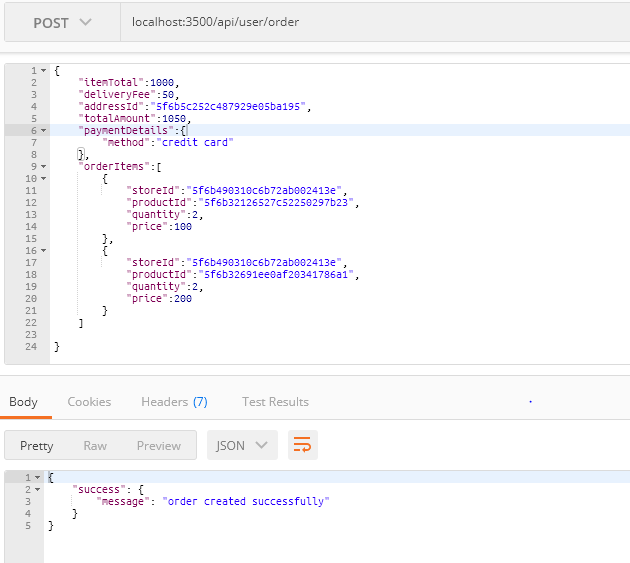 POST localhost:3500/api/user/order
1 {
2 "itemTotal":1000,
3 "deliveryFee":50,
4 "addressId":"5f6b5c252c487929e05ba195",
5 "totalAmount":1050,
6 "paymentDetails":{
7 "method":"credit card"
8 },
9 "orderItems":[
10 {
11 "storeId":"5f6b490310c6b72ab002413e",
12 "productId":"5f6b32126527c52250297b23",
13 "quantity":2,
14 "price":100
15 },
16 {
17 "storeId":"5f6b490310c6b72ab002413e",
18 "productId":"5f6b32691ee0af20341786a1",
19 "quantity":2,
20 "price":200
21 }
22 ]
23
24 }
Body Cookies Headers (7) Test Results
Pretty Raw Preview JSON
1 {
2 "success": {
3 "message": "order created successfully"
4 }
5 }